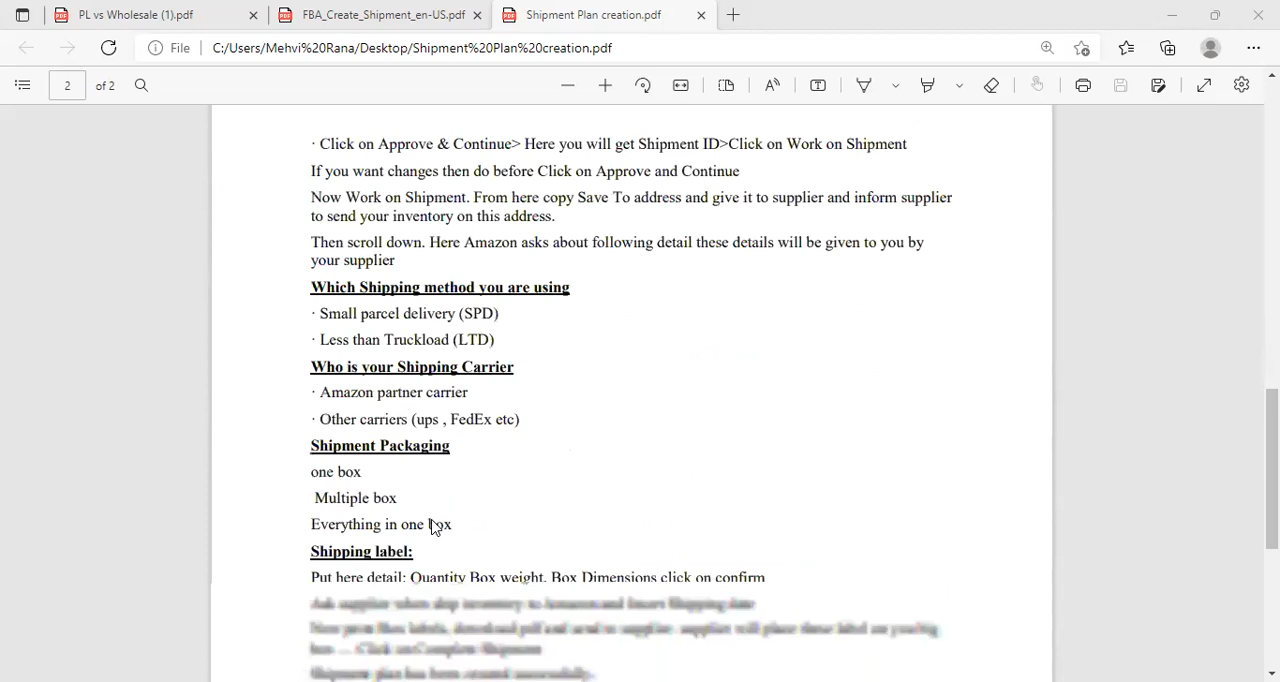 PL vs Wholesale (1).pdf
FBA_Create_Shipment_en-US.pdf
Shipment Plan creation.pdf
File
C:/Users/Mehvi%20Rana/Desktop/Shipment%20Plan%20creation.pdf
2 of 2
· Click on Approve & Continue> Here you will get Shipment ID>Click on Work on Shipment
If you want changes then do before Click on Approve and Continue
Now Work on Shipment. From here copy Save To address and give it to supplier and inform supplier
to send your inventory on this address.
Then scroll down. Here Amazon asks about following detail these details will be given to you by
your supplier
Which Shipping method you are using
· Small parcel delivery (SPD)
· Less than Truckload (LTD)
Who is your Shipping Carrier
· Amazon partner carrier
· Other carriers (ups , FedEx etc)
Shipment Packaging
one box
Multiple box
Everything in one box
Shipping label:
Put here detail: Quantity Box weight. Box Dimensions click on confirm